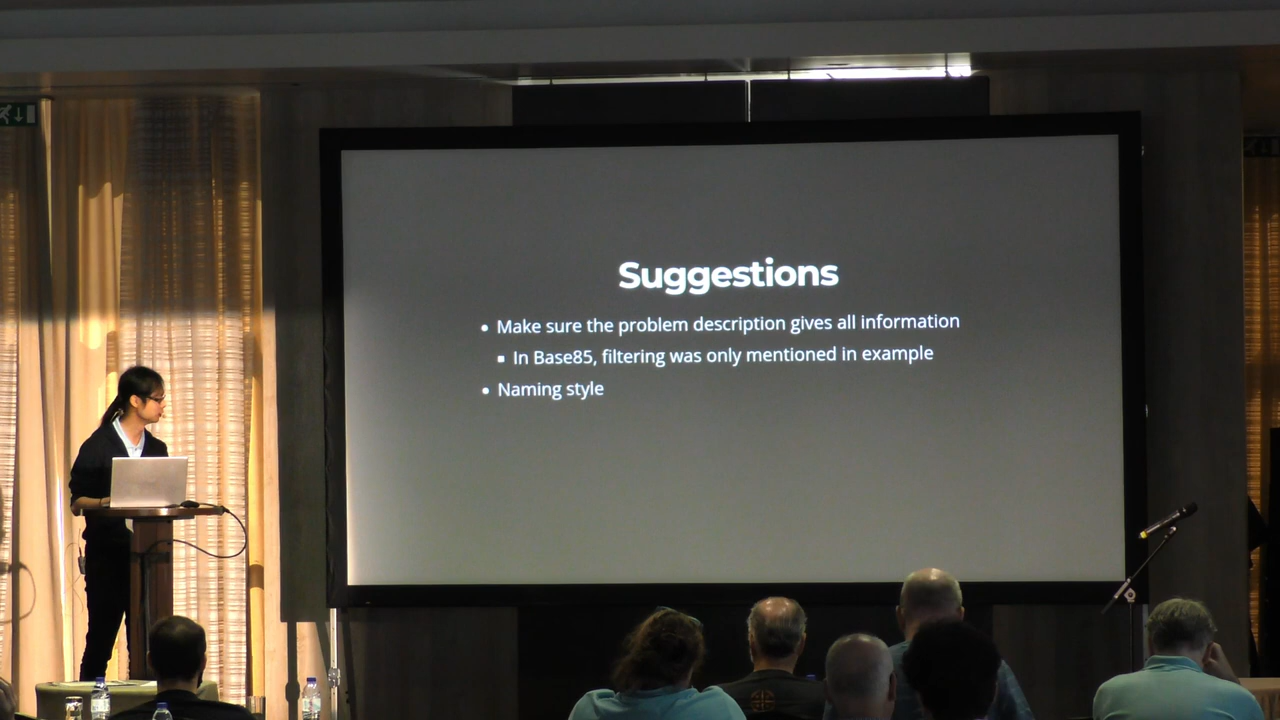 Suggestions
Make sure the problem description gives all information
In Base85, filtering was only mentioned in example
Naming style